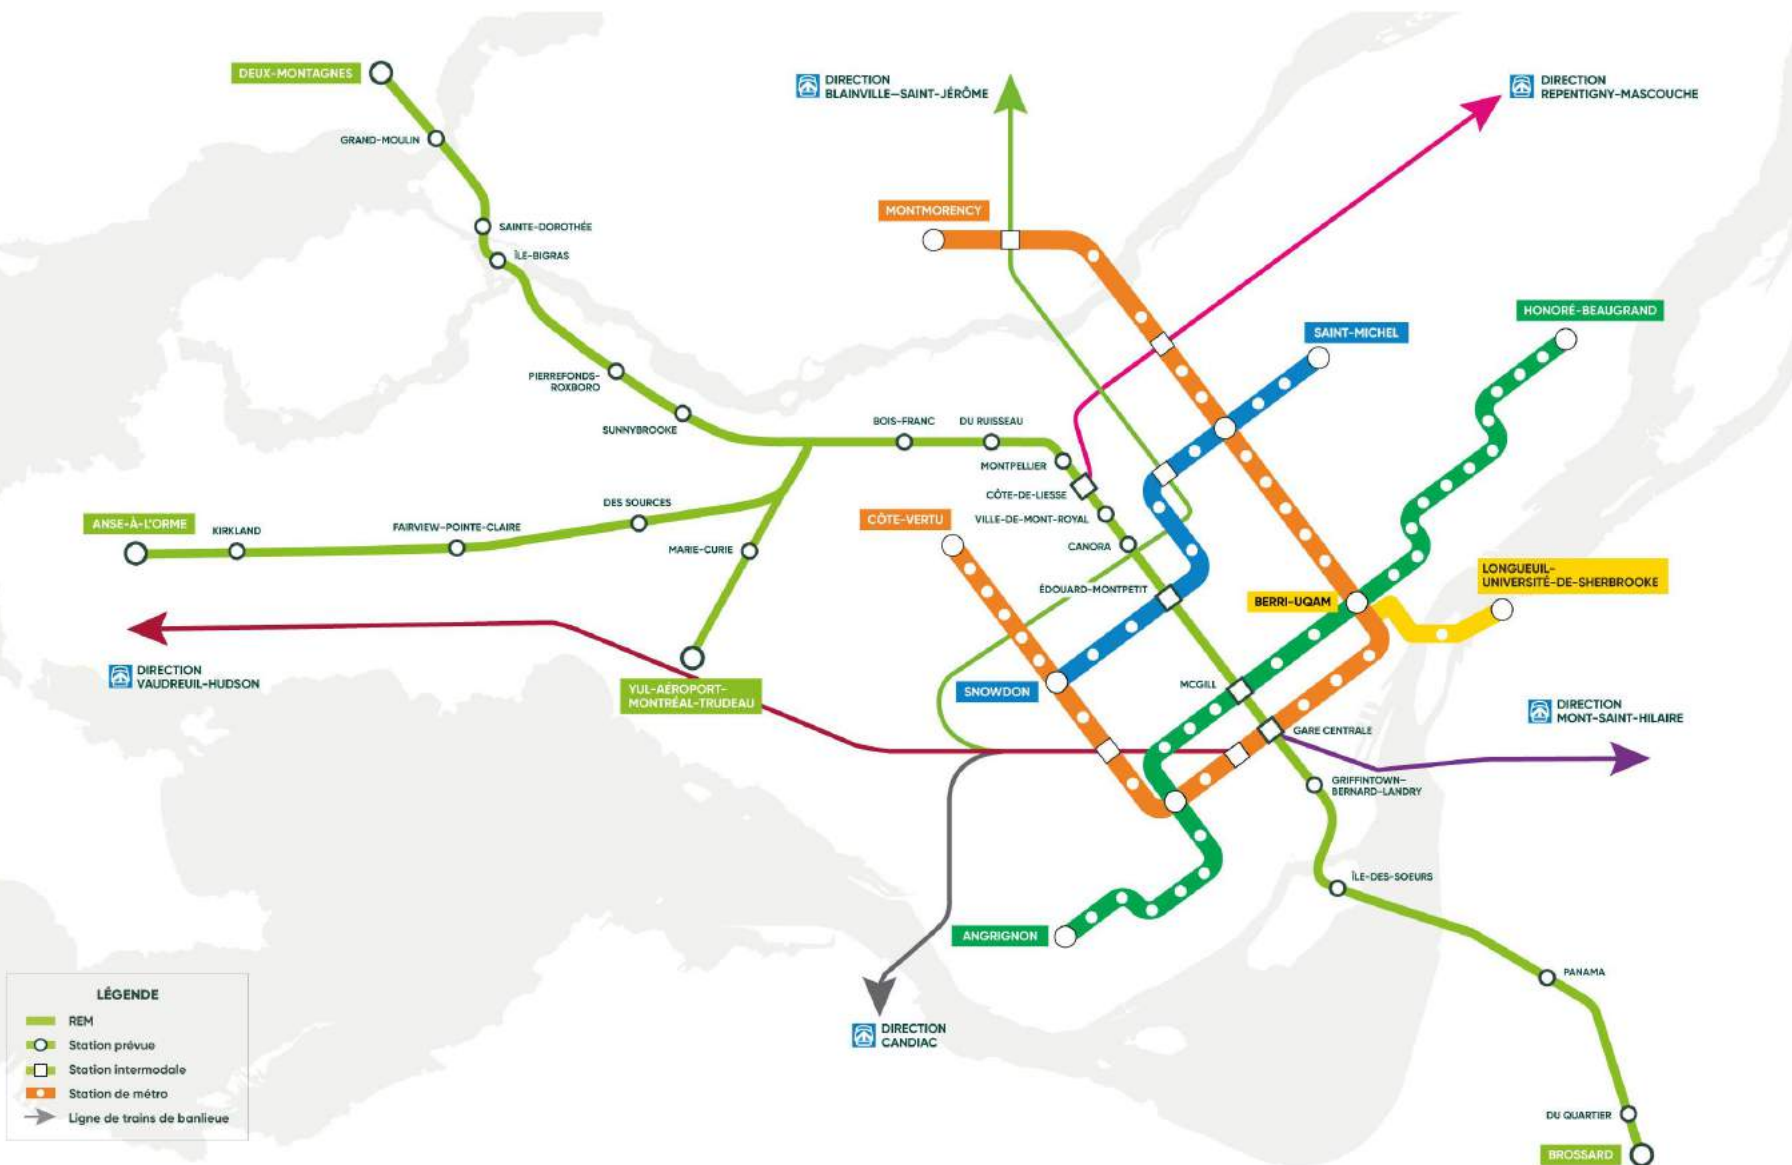 DEUX-MONTAGNES
GRAND-MOULIN
SAINTE-DOROTHÉE
ÎLE-BIGRAS
PIERREFONDS-
ROXBORO
SUNNYBROOKE
DIRECTION
BLAINVILLE—SAINT-JÉRÔME
DIRECTION
REPENTIGNY-MASCOUCHE
MONTMORENCY
SAINT-MICHEL
HONORÉ-BEAUGRAND
BOIS-FRANC
DU RUISSEAU
MONTPELLIER
CÔTE-DE-LIESSE
VILLE-DE-MONT-ROYAL
CANORA
ÉDOUARD-MONTPETIT
CÔTE-VERTU
ANSE-À-L'ORME
KIRKLAND
FAIRVIEW-POINTE-CLAIRE
DES SOURCES
MARIE-CURIE
YUL-AÉROPORT-
MONTRÉAL-TRUDEAU
DIRECTION
VAUDREUIL-HUDSON
BERRI-UQAM
LONGUEUIL-
UNIVERSITÉ-DE-SHERBROOKE
SNOWDON
MCGILL
GARE CENTRALE
DIRECTION
MONT-SAINT-HILAIRE
GRIFFINTOWN-
BERNARD-LANDRY
ÎLE-DES-SOEURS
ANGRIGNON
PANAMA
DIRECTION
CANDIAC
DU QUARTIER
BROSSARD
LÉGENDE
REM
Station prévue
Station intermodale
Station de métro
Ligne de trains de banlieue